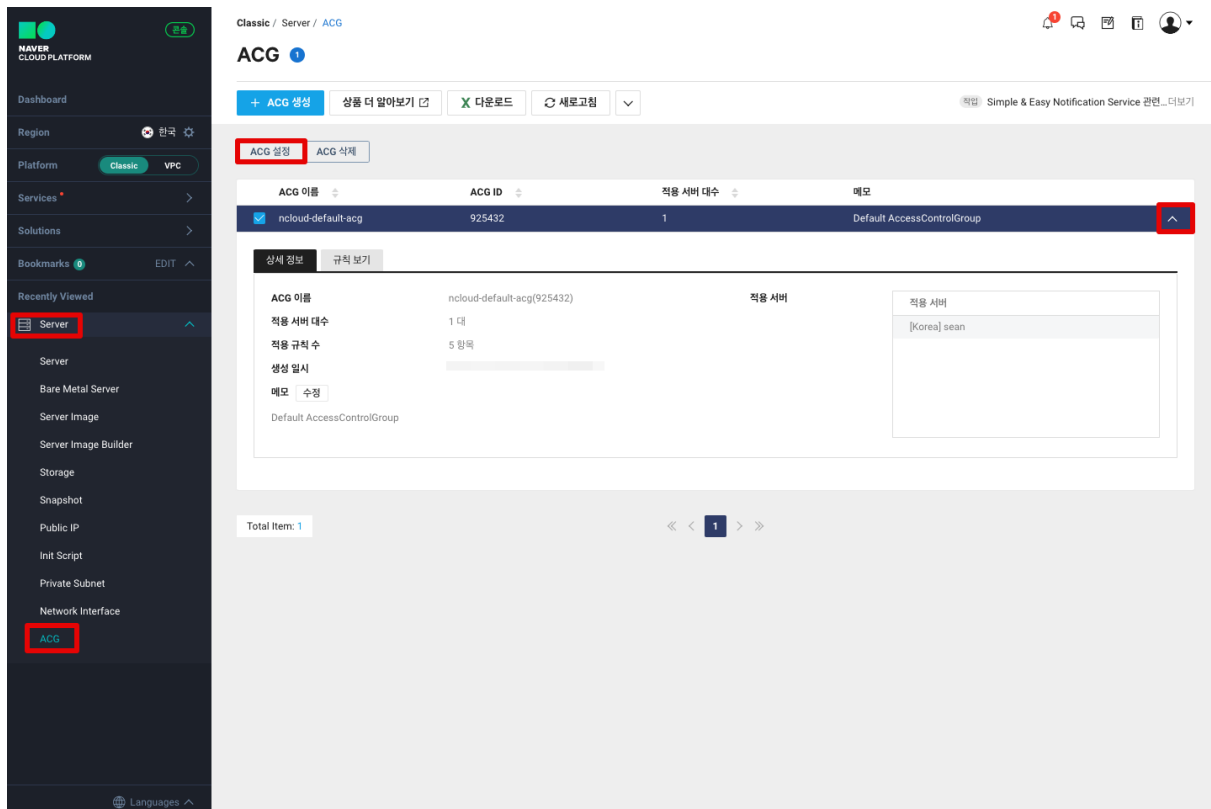 콘솔
NAVER
CLOUD PLATFORM
Dashboard
Region 한국
Platform Classic VPC
Services
Solutions
Bookmarks 0 EDIT
Recently Viewed
Server
Server
Bare Metal Server
Server Image
Server Image Builder
Storage
Snapshot
Public IP
Init Script
Private Subnet
Network Interface
ACG
Languages
Classic / Server / ACG
1
ACG 1
+ ACG 생성 상품 더 알아보기 X 다운로드 새로고침
작업 Simple & Easy Notification Service 관련...더보기
ACG 설정 ACG 삭제
ACG 이름 ACG ID 적용 서버 대수 메모
ncloud-default-acg 925432 1 Default AccessControlGroup
상세 정보 규칙 보기
ACG 이름 ncloud-default-acg(925432) 적용 서버 적용 서버
적용 서버 대수 1 대 [Korea] sean
적용 규칙 수 5 항목
생성 일시
메모 수정
Default AccessControlGroup
Total Item: 1 « < 1 > »